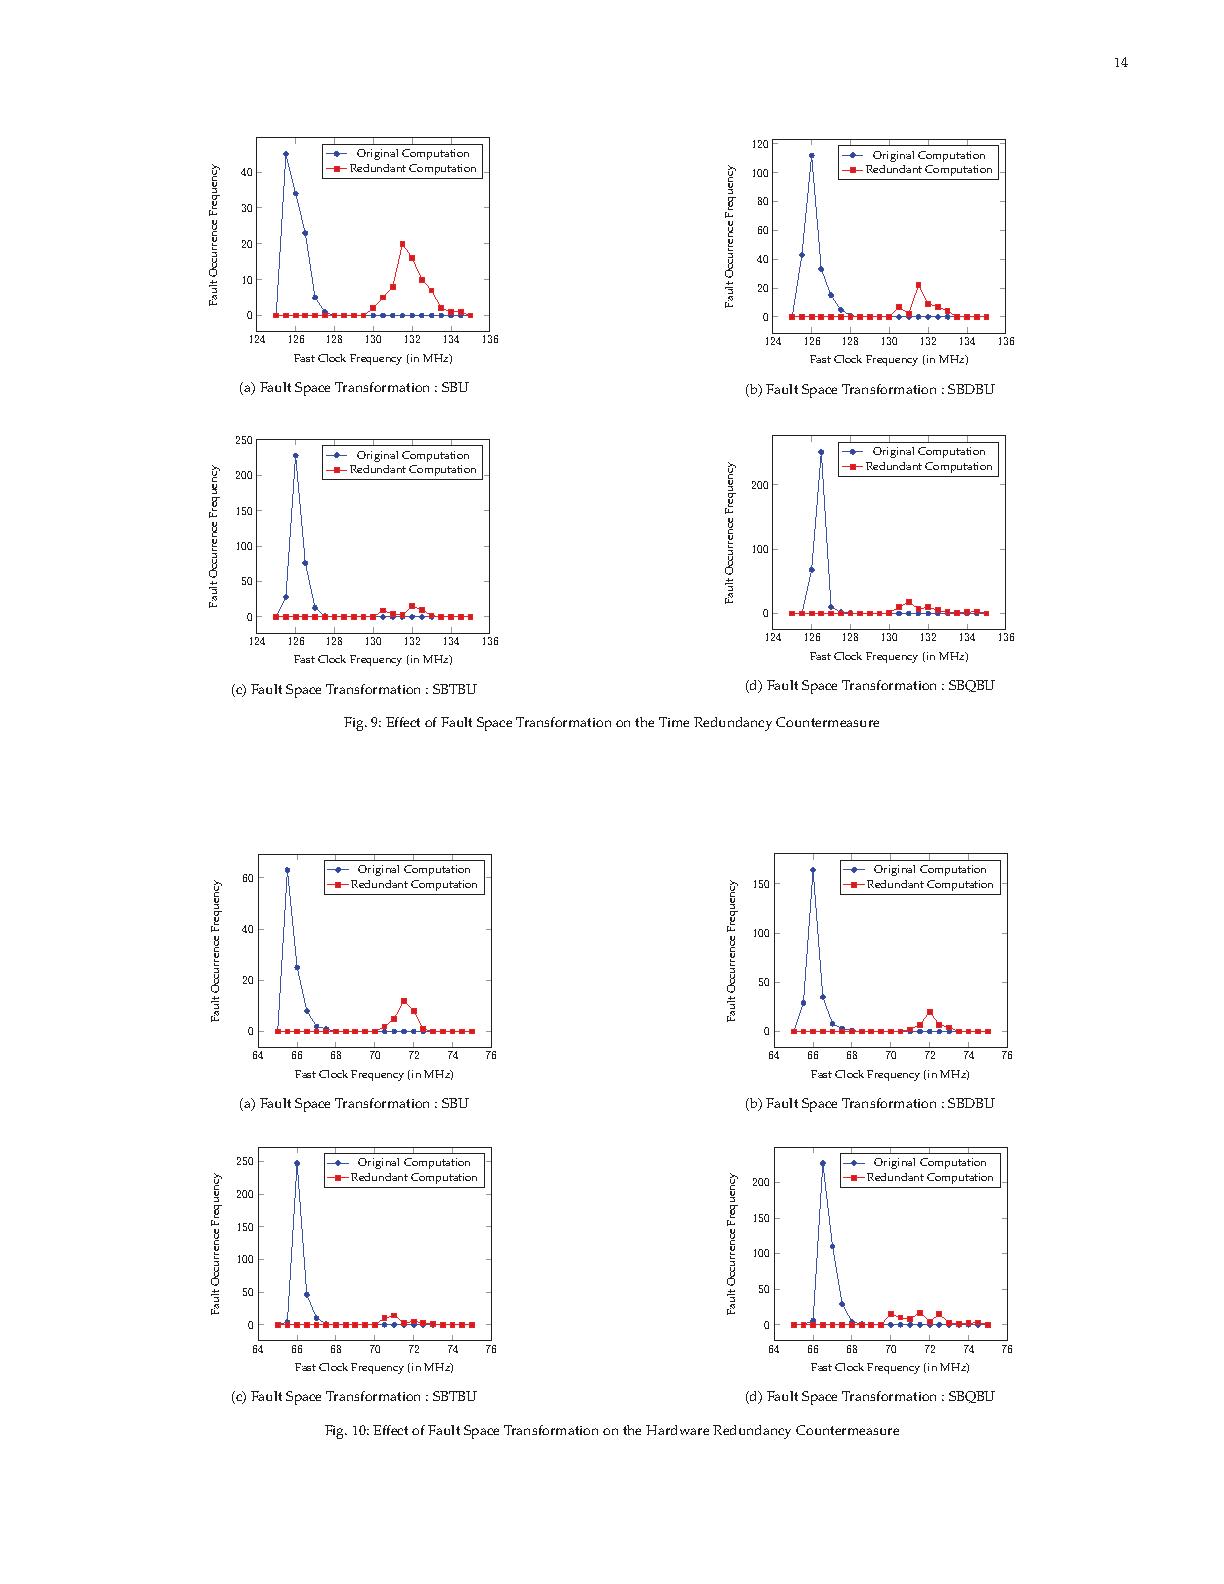 14
Original Computation
Redundant Computation
40
30
20
10
0
124 126 128 130 132 134 136
Fault Occurrence Frequency
Fast Clock Frequency (in MHz)
(a) Fault Space Transformation : SBU
Original Computation
Redundant Computation
120
100
80
60
40
20
0
124 126 128 130 132 134 136
Fault Occurrence Frequency
Fast Clock Frequency (in MHz)
(b) Fault Space Transformation : SBDBU
Original Computation
Redundant Computation
250
200
150
100
50
0
124 126 128 130 132 134 136
Fault Occurrence Frequency
Fast Clock Frequency (in MHz)
(c) Fault Space Transformation : SBTBU
Original Computation
Redundant Computation
200
100
0
124 126 128 130 132 134 136
Fault Occurrence Frequency
Fast Clock Frequency (in MHz)
(d) Fault Space Transformation : SBQBU
Fig. 9: Effect of Fault Space Transformation on the Time Redundancy Countermeasure
Original Computation
Redundant Computation
60
40
20
0
64 66 68 70 72 74 76
Fault Occurrence Frequency
Fast Clock Frequency (in MHz)
(a) Fault Space Transformation : SBU
Original Computation
Redundant Computation
150
100
50
0
64 66 68 70 72 74 76
Fault Occurrence Frequency
Fast Clock Frequency (in MHz)
(b) Fault Space Transformation : SBDBU
Original Computation
Redundant Computation
250
200
150
100
50
0
64 66 68 70 72 74 76
Fault Occurrence Frequency
Fast Clock Frequency (in MHz)
(c) Fault Space Transformation : SBTBU
Original Computation
Redundant Computation
200
150
100
50
0
64 66 68 70 72 74 76
Fault Occurrence Frequency
Fast Clock Frequency (in MHz)
(d) Fault Space Transformation : SBQBU
Fig. 10: Effect of Fault Space Transformation on the Hardware Redundancy Countermeasure